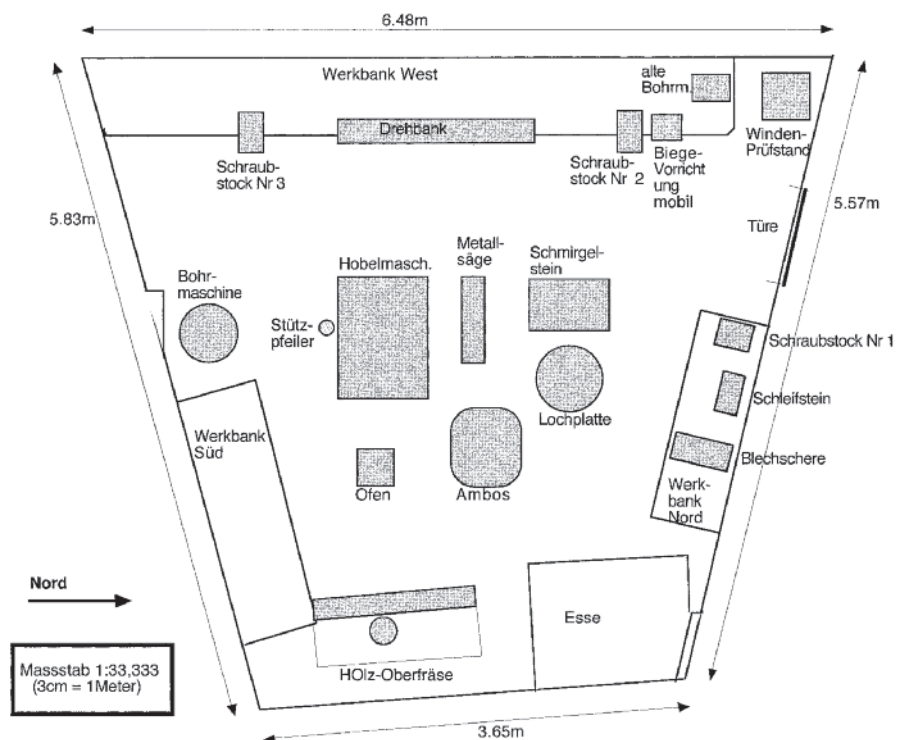 6.48m
Werkbank West
alte
Bohrm.
Winden-
Prüfstand
Drehbank
Schraub-
stock Nr 3
Schraub-
stock Nr 2
Biege-
Vorricht
ung
mobil
5.83m
5.57m
Türe
Bohr-
maschine
Hobelmasch.
Metall-
säge
Schmirgel-
stein
Stütz-
pfeiler
Schraubstock Nr 1
Schleifstein
Lochplatte
Werkbank
Süd
Blechschere
Ofen
Ambos
Werk-
bank
Nord
Nord
Esse
Massstab 1:33,333
(3cm = 1Meter)
HOlz-Oberfräse
3.65m